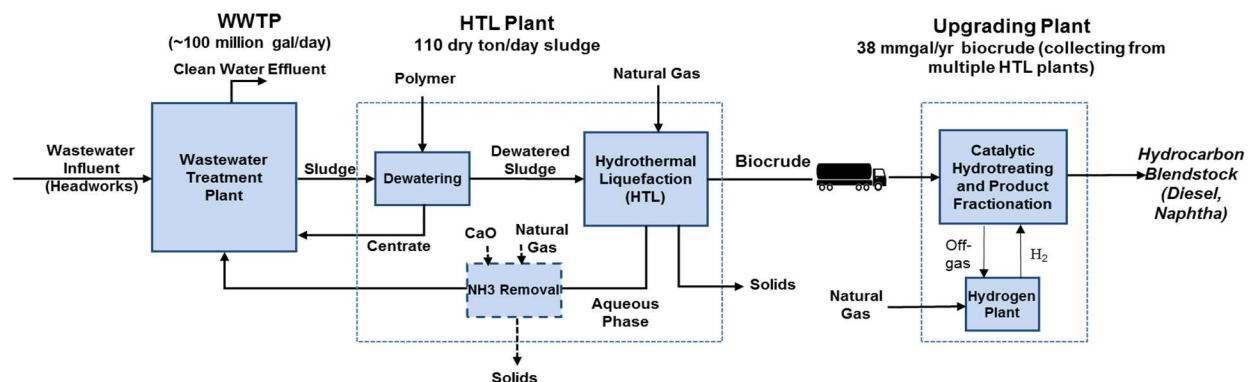 WWTP
(~100 million gal/day)
Clean Water Effluent
Wastewater
Influent
(Headworks)
Wastewater
Treatment
Plant
Sludge
HTL Plant
110 dry ton/day sludge
Polymer
Natural Gas
Dewatering
Dewatered
Sludge
Hydrothermal
Liquefaction
(HTL)
Centrate
CaO
Natural
Gas
NH3 Removal
Aqueous
Phase
Solids
Solids
Biocrude
Upgrading Plant
38 mmgal/yr biocrude (collecting from
multiple HTL plants)
Catalytic
Hydrotreating
and Product
Fractionation
Off-
gas
H2
Natural
Gas
Hydrogen
Plant
Hydrocarbon
Blendstock
(Diesel,
Naphtha)